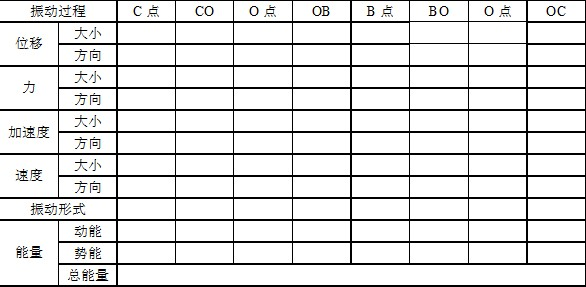 振动过程 C 点 CO O 点 OB B 点 BO O 点 OC
位移 大小
方向
力 大小
方向
加速度 大小
方向
速度 大小
方向
振动形式
能量 动能
势能
总能量